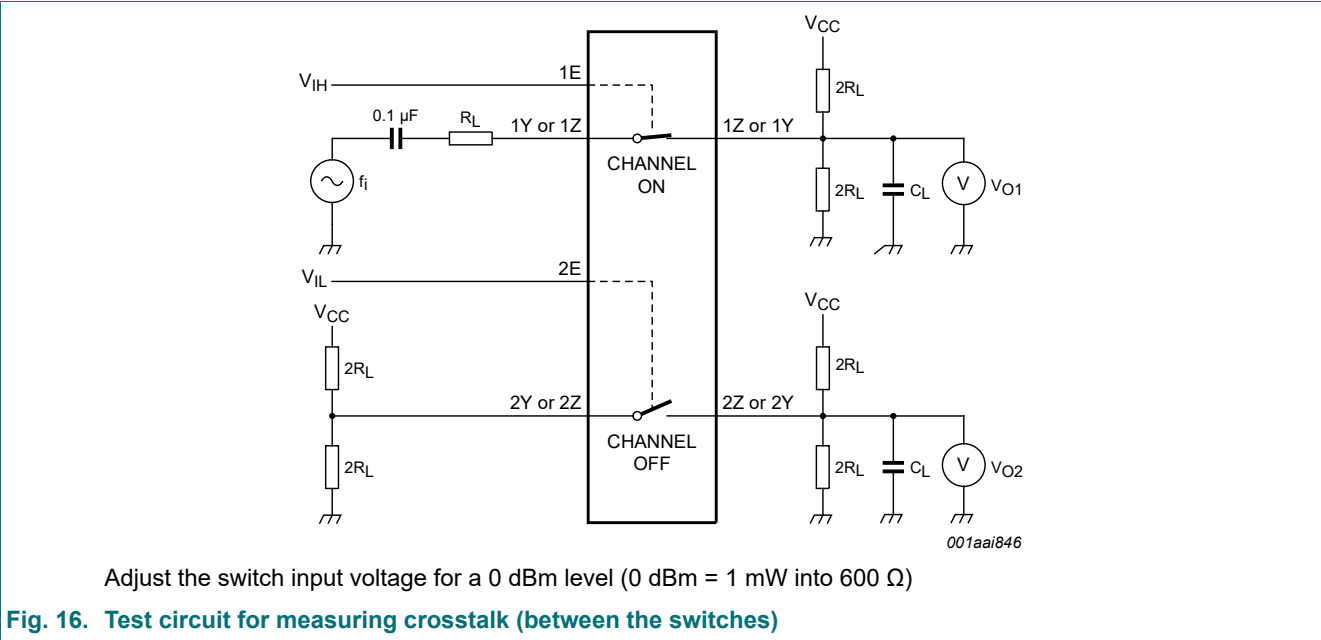 VCC
1E
VIH
2RL
0.1 µF
RL
1Y or 1Z
1Z or 1Y
CHANNEL
ON
fi
2RL
CL
V
VO1
2E
VIL
VCC
VCC
2RL
2RL
2Y or 2Z
2Z or 2Y
CHANNEL
OFF
2RL
2RL
CL
V
VO2
001aai846
Adjust the switch input voltage for a 0 dBm level (0 dBm = 1 mW into 600 Ω)
Fig. 16. Test circuit for measuring crosstalk (between the switches)